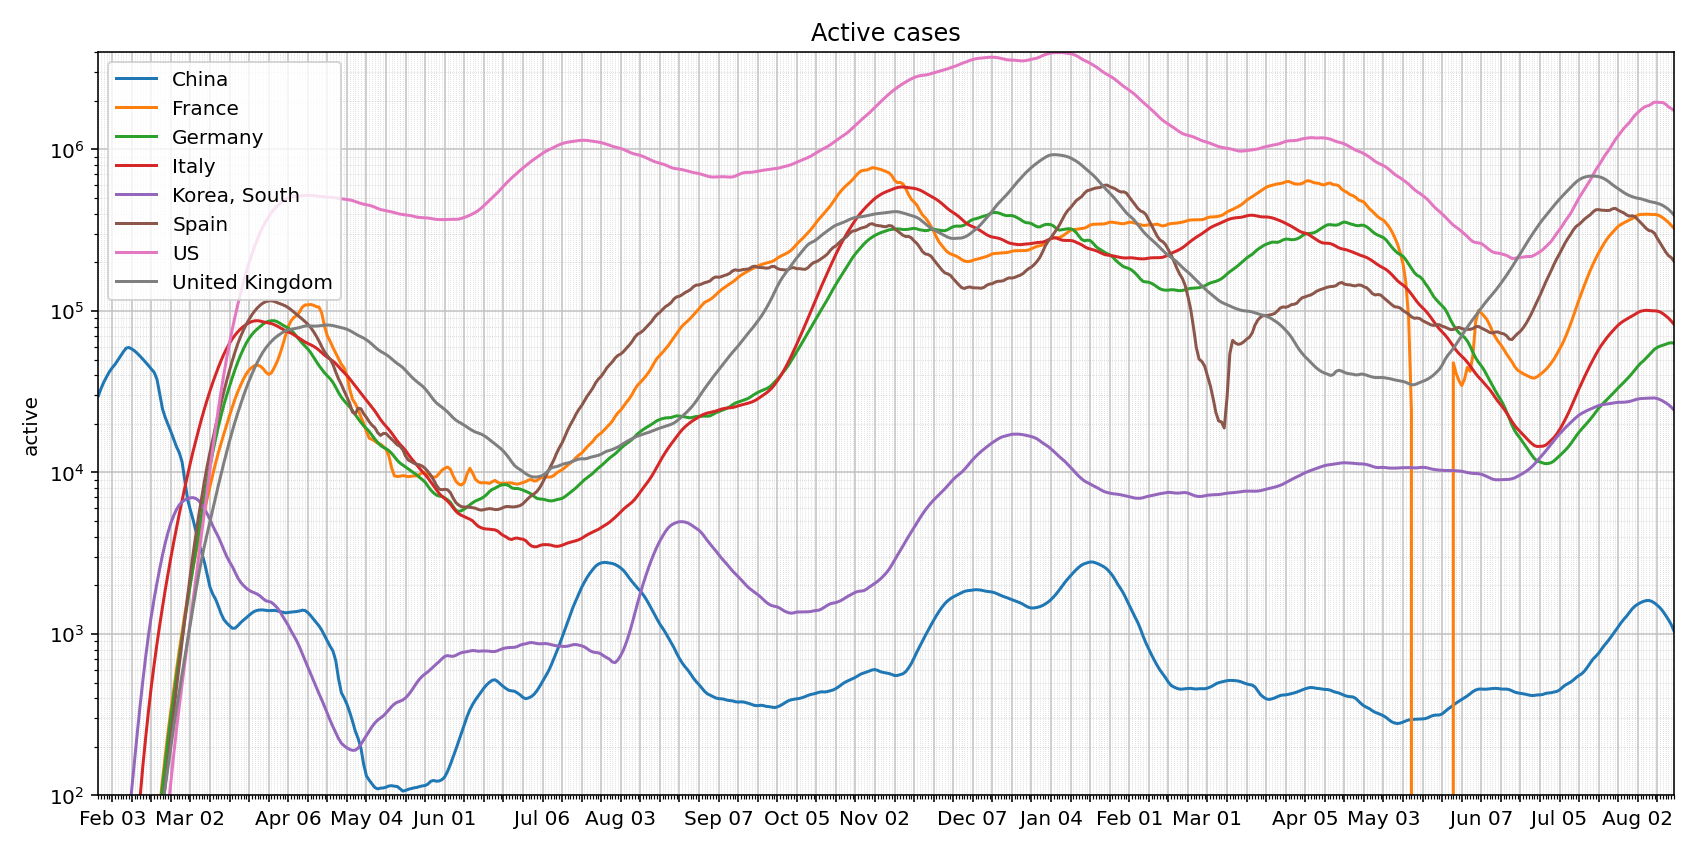 Active cases
active
China
France
Germany
Italy
Korea, South
Spain
US
United Kingdom
10^6
10^5
10^4
10^3
10^2
Feb 03 Mar 02 Apr 06 May 04 Jun 01 Jul 06 Aug 03 Sep 07 Oct 05 Nov 02 Dec 07 Jan 04 Feb 01 Mar 01 Apr 05 May 03 Jun 07 Jul 05 Aug 02